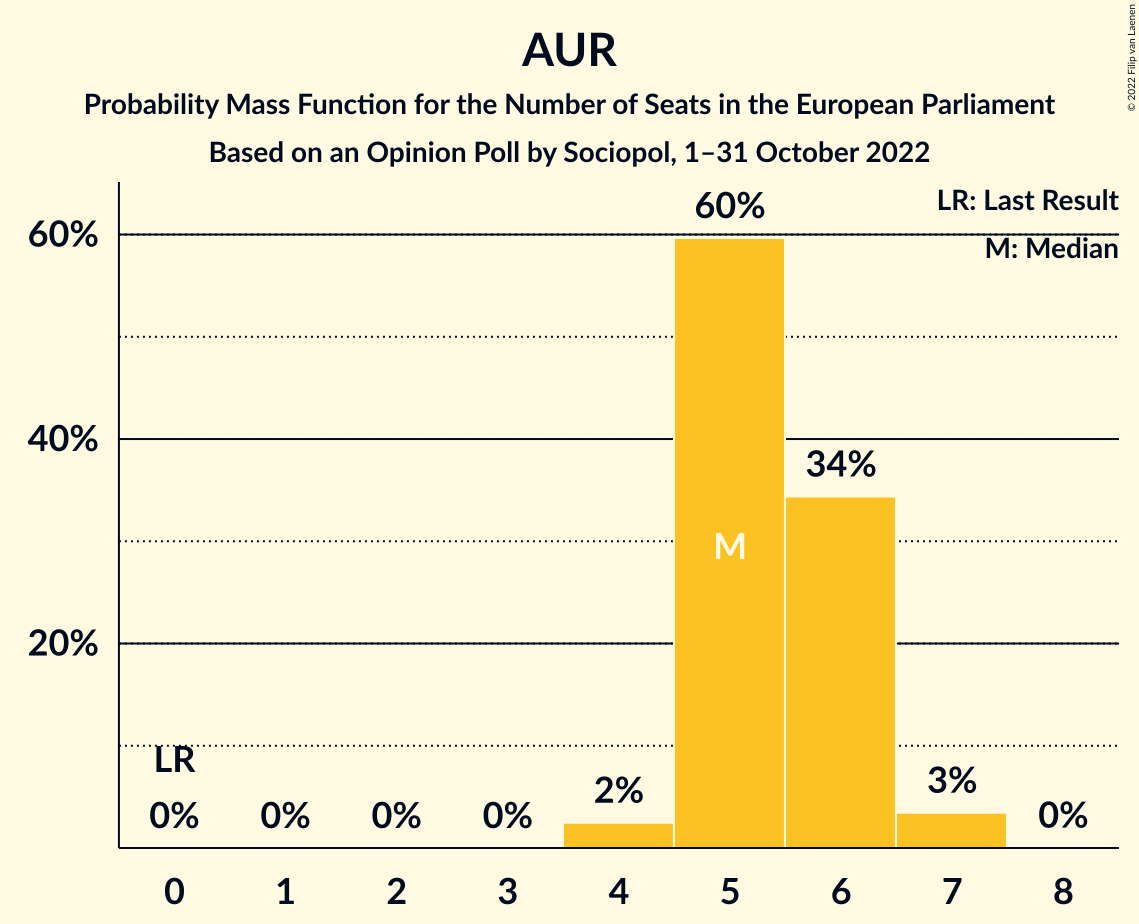 AUR
Probability Mass Function for the Number of Seats in the European Parliament
Based on an Opinion Poll by Sociopol, 1–31 October 2022
© 2022 Filip van Laenen
LR: Last Result
M: Median
60%
40%
20%
60%
34%
M
LR
0%
0%
0%
0%
2%
3%
0%
0 1 2 3 4 5 6 7 8